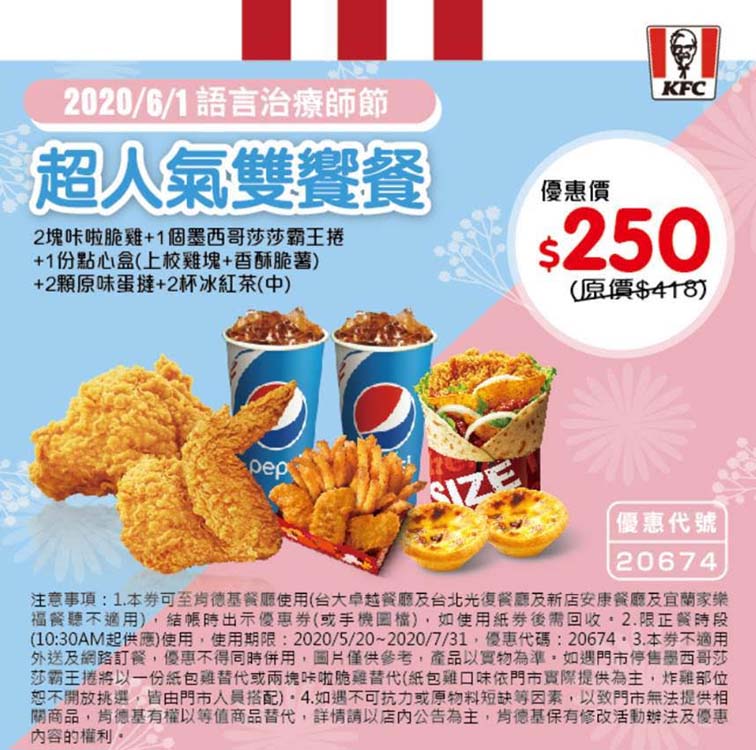 KFC
2020/6/1 語言治療師節
超人氣雙饗餐
2塊咔啦脆雞+1個墨西哥莎莎霸王捲
+1份點心盒(上校雞塊+香酥脆薯)
+2顆原味蛋撻+2杯冰紅茶(中)
優惠價
$250
(原價$418)
pep
si
SIZE
優惠代號
20674
注意事項：1.本券可至肯德基餐廳使用(台大卓越餐廳及台北光復餐廳及新店安康餐廳及宜蘭家樂
福餐聽不適用)，結帳時出示優惠券(或手機圖檔)，如使用紙券後需回收。2.限正餐時段
(10:30AM起供應)使用，使用期限：2020/5/20~2020/7/31，優惠代碼：20674。3.本券不適用
外送及網路訂餐，優惠不得同時併用，圖片僅供參考，產品以實物為準。如遇門市停售墨西哥莎
莎霸王捲將以一份紙包雞替代或兩塊咔啦脆雞替代(紙包雞口味依門市實際提供為主，炸雞部位
恕不開放挑選，皆由門市人員搭配)。4.如遇不可抗力或原物料短缺等因素，以致門市無法提供相
關商品，肯德基有權以等值商品替代，詳情請以店內公告為主，肯德基保有修改活動辦法及優惠
內容的權利。